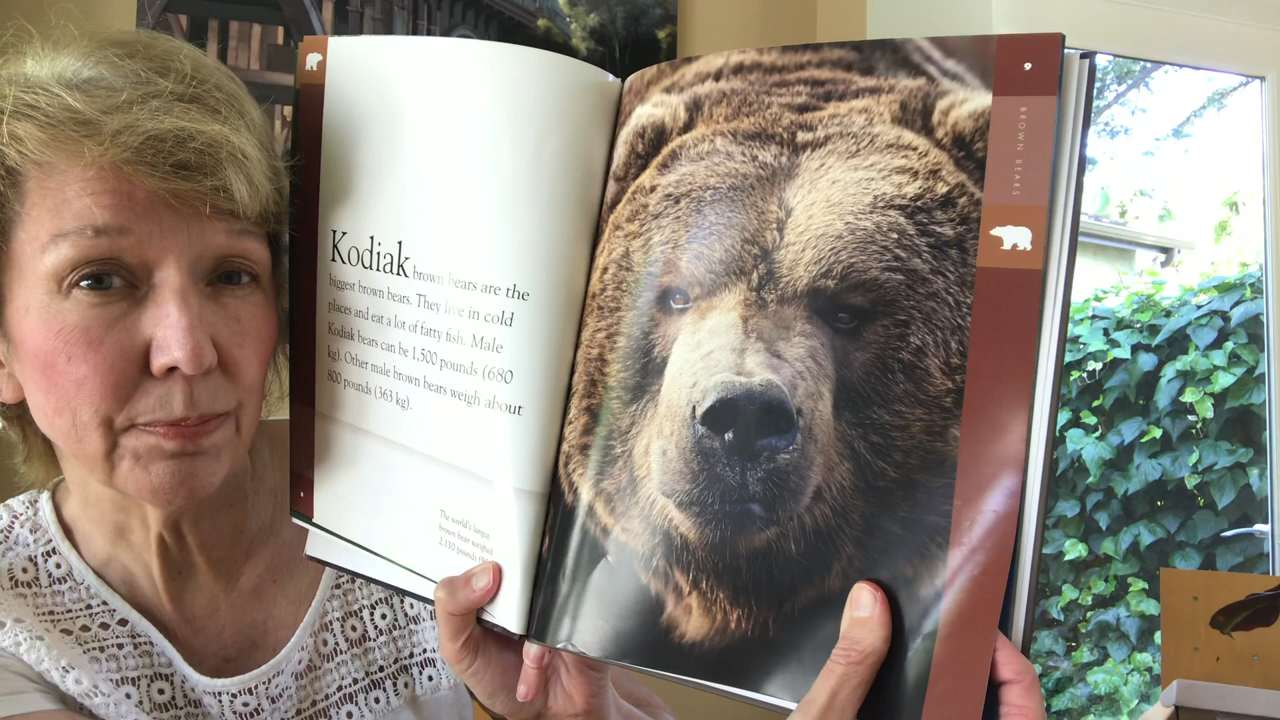 Kodiak brown bears are the
biggest brown bears. They live in cold
places and eat a lot of fatty fish. Male
Kodiak bears can be 1,500 pounds (680
kg). Other male brown bears weigh about
800 pounds (363 kg).
The world's largest
brown bear weighed
2,130 pounds
8
9
BROWN BEARS